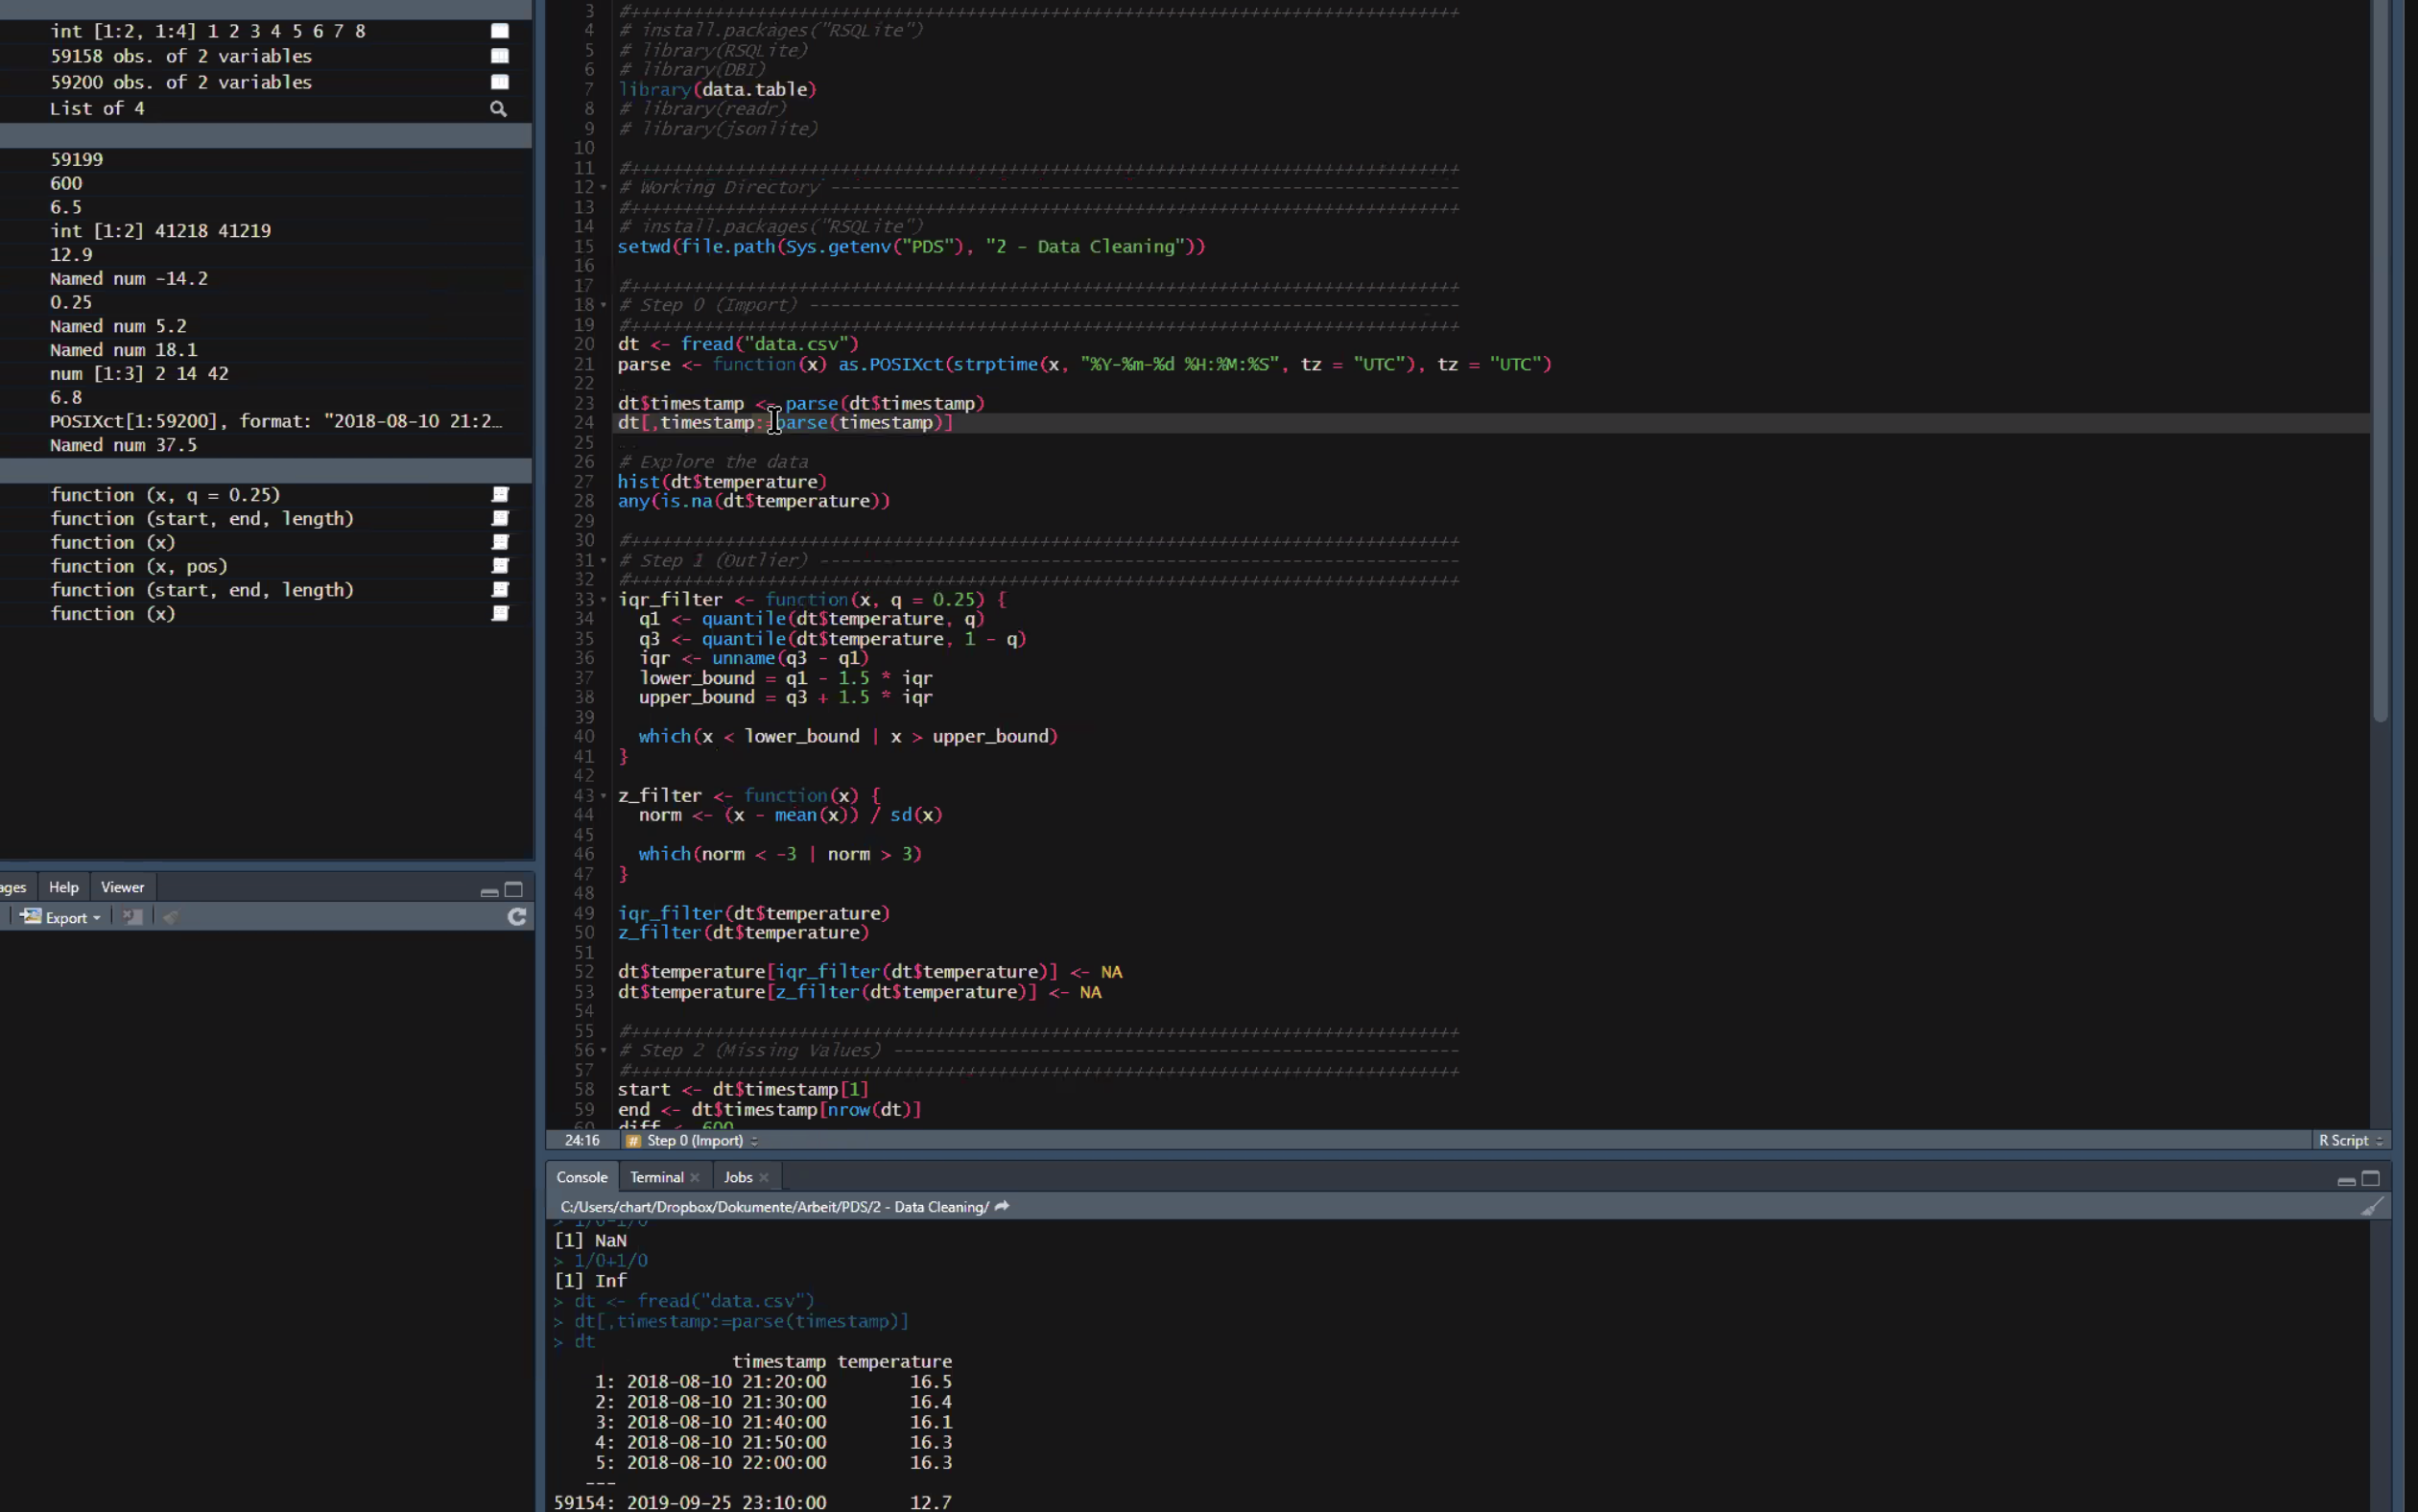 int [1:2, 1:4] 1 2 3 4 5 6 7 8
59158 obs. of 2 variables
59200 obs. of 2 variables
List of 4
59199
600
6.5
int [1:2] 41218 41219
12.9
Named num -14.2
0.25
Named num 5.2
Named num 18.1
num [1:3] 2 14 42
6.8
POSIXct[1:59200], format: "2018-08-10 21:2…
Named num 37.5
function (x, q = 0.25)
function (start, end, length)
function (x)
function (x, pos)
function (start, end, length)
function (x)
ages Help Viewer
Export
3 #++++++++++++++++++++++++++++++++++++++++++++++++++++++++++++++++++++++++++++++
4 # install.packages("RSQLite")
5 # library(RSQLite)
6 # library(DBI)
7 library(data.table)
8 # library(readr)
9 # library(jsonlite)
10
11 #++++++++++++++++++++++++++++++++++++++++++++++++++++++++++++++++++++++++++++++
12 # Working Directory ------------------------------------------------------------
13 #++++++++++++++++++++++++++++++++++++++++++++++++++++++++++++++++++++++++++++++
14 # install.packages("RSQLite")
15 setwd(file.path(Sys.getenv("PDS"), "2 - Data Cleaning"))
16
17 #++++++++++++++++++++++++++++++++++++++++++++++++++++++++++++++++++++++++++++++
18 # Step 0 (Import) --------------------------------------------------------------
19 #++++++++++++++++++++++++++++++++++++++++++++++++++++++++++++++++++++++++++++++
20 dt <- fread("data.csv")
21 parse <- function(x) as.POSIXct(strptime(x, "%Y-%m-%d %H:%M:%S", tz = "UTC"), tz = "UTC")
22
23 dt$timestamp <- parse(dt$timestamp)
24 dt[,timestamp:=parse(timestamp)]
25
26 # Explore the data
27 hist(dt$temperature)
28 any(is.na(dt$temperature))
29
30 #++++++++++++++++++++++++++++++++++++++++++++++++++++++++++++++++++++++++++++++
31 # Step 1 (Outlier) -------------------------------------------------------------
32 #++++++++++++++++++++++++++++++++++++++++++++++++++++++++++++++++++++++++++++++
33 iqr_filter <- function(x, q = 0.25) {
34 q1 <- quantile(dt$temperature, q)
35 q3 <- quantile(dt$temperature, 1 - q)
36 iqr <- unname(q3 - q1)
37 lower_bound = q1 - 1.5 * iqr
38 upper_bound = q3 + 1.5 * iqr
39
40 which(x < lower_bound | x > upper_bound)
41 }
42
43 z_filter <- function(x) {
44 norm <- (x - mean(x)) / sd(x)
45
46 which(norm < -3 | norm > 3)
47 }
48
49 iqr_filter(dt$temperature)
50 z_filter(dt$temperature)
51
52 dt$temperature[iqr_filter(dt$temperature)] <- NA
53 dt$temperature[z_filter(dt$temperature)] <- NA
54
55 #++++++++++++++++++++++++++++++++++++++++++++++++++++++++++++++++++++++++++++++
56 # Step 2 (Missing Values) ------------------------------------------------------
57 #++++++++++++++++++++++++++++++++++++++++++++++++++++++++++++++++++++++++++++++
58 start <- dt$timestamp[1]
59 end <- dt$timestamp[nrow(dt)]
60 diff <- 600
24:16 # Step 0 (Import) R Script
Console Terminal Jobs
C:/Users/chart/Dropbox/Dokumente/Arbeit/PDS/2 - Data Cleaning/
> 1/0-1/0
[1] NaN
> 1/0+1/0
[1] Inf
> dt <- fread("data.csv")
> dt[,timestamp:=parse(timestamp)]
> dt
timestamp temperature
1: 2018-08-10 21:20:00 16.5
2: 2018-08-10 21:30:00 16.4
3: 2018-08-10 21:40:00 16.1
4: 2018-08-10 21:50:00 16.3
5: 2018-08-10 22:00:00 16.3
---
59154: 2019-09-25 23:10:00 12.7